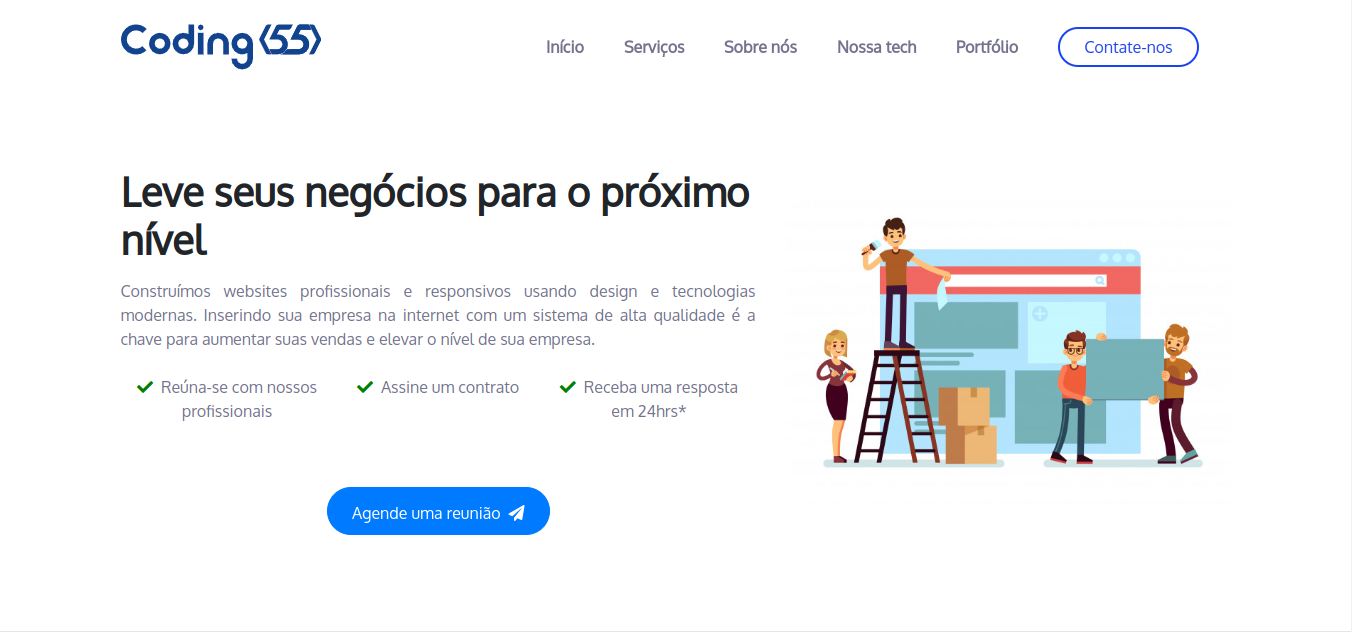 Coding <55>
Início
Serviços
Sobre nós
Nossa tech
Portfólio
Contate-nos
Leve seus negócios para o próximo
nível
Construímos websites profissionais e responsivos usando design e tecnologias
modernas. Inserindo sua empresa na internet com um sistema de alta qualidade é a
chave para aumentar suas vendas e elevar o nível de sua empresa.
Reúna-se com nossos
profissionais
Assine um contrato
Receba uma resposta
em 24hrs*
Agende uma reunião